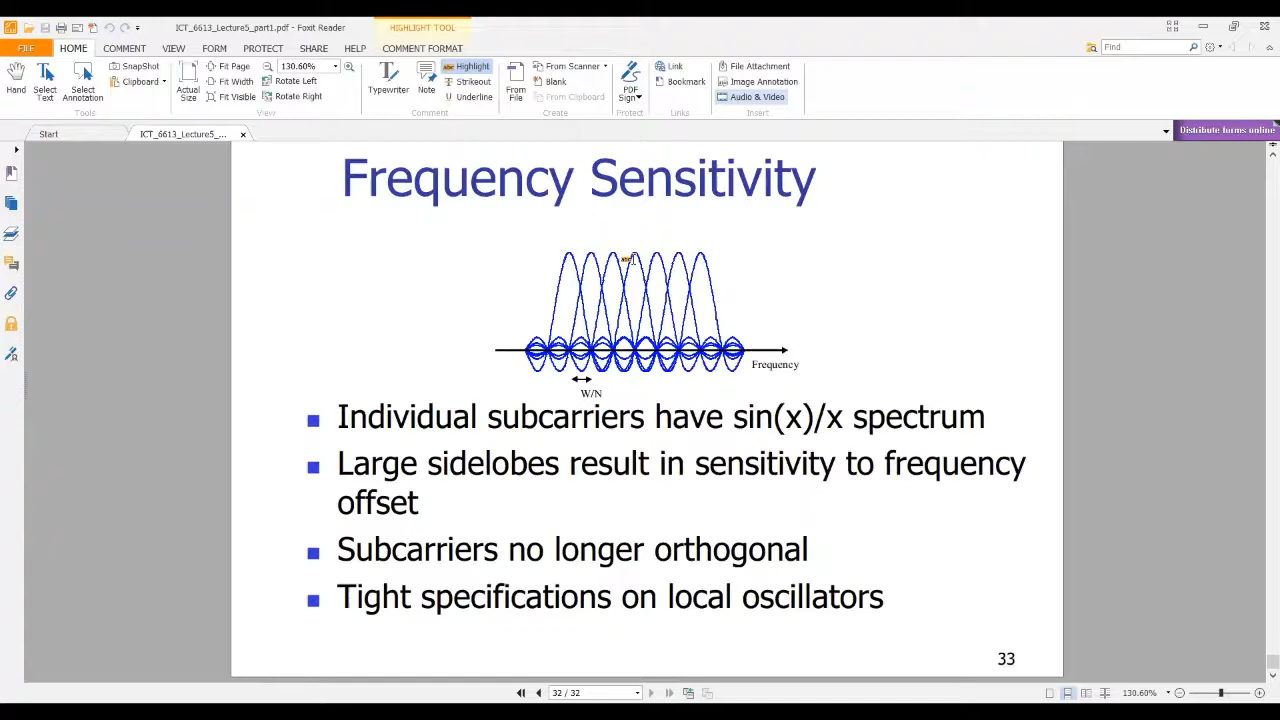 ICT_6613_Lecture5_part1.pdf - Foxit Reader
HIGHLIGHT TOOL
FILE HOME COMMENT VIEW FORM PROTECT SHARE HELP COMMENT FORMAT
Find
Hand
Select Text
Select Annotation
SnapShot
Clipboard
Tools
Actual Size
Fit Page
Fit Width
Fit Visible
130.60%
Rotate Left
Rotate Right
View
Typewriter
Note
Highlight
Strikeout
Underline
Comment
From File
From Scanner
Blank
From Clipboard
Create
PDF Sign
Protect
Link
Bookmark
Links
File Attachment
Image Annotation
Audio & Video
Insert
Start
ICT_6613_Lecture5_...
Distribute forms online
Frequency Sensitivity
Frequency
W/N
Individual subcarriers have sin(x)/x spectrum
Large sidelobes result in sensitivity to frequency
offset
Subcarriers no longer orthogonal
Tight specifications on local oscillators
33
32 / 32
130.60%